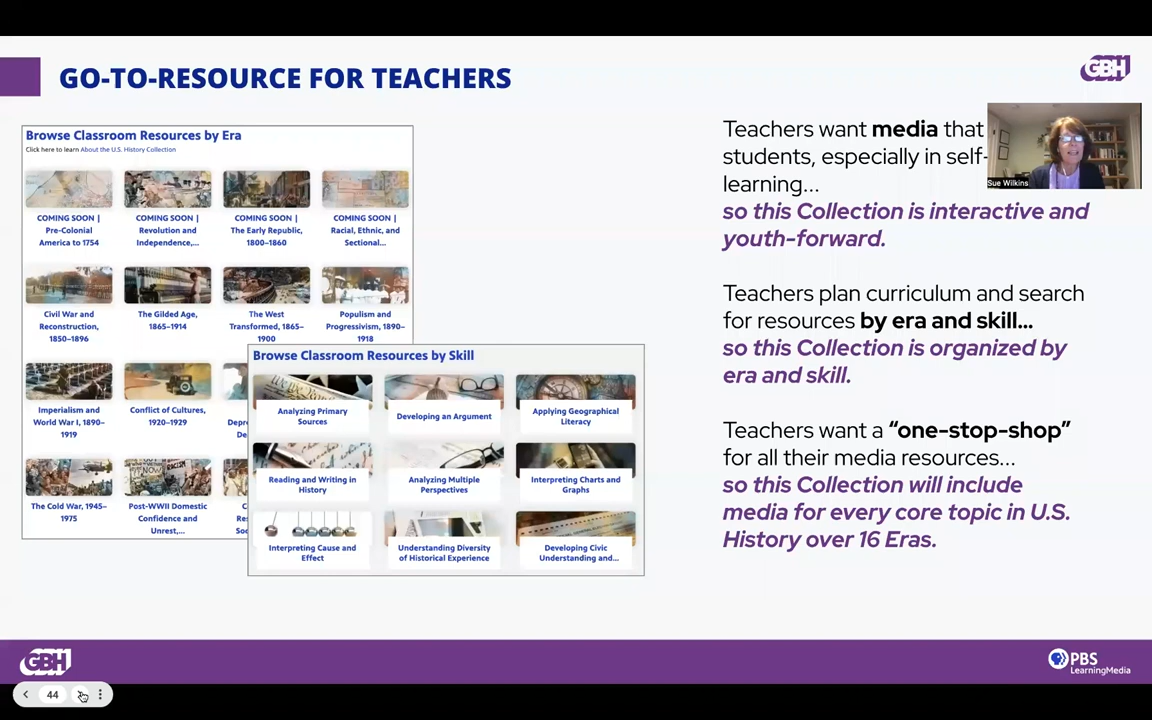 GO-TO-RESOURCE FOR TEACHERS
GBH
Browse Classroom Resources by Era
Click here to learn About the U.S. History Collection
COMING SOON |
Pre-Colonial
America to 1754
COMING SOON |
Revolution and
Independence,...
COMING SOON |
The Early Republic,
1800–1860
COMING SOON |
Racial, Ethnic, and
Sectional...
Civil War and
Reconstruction,
1850–1896
The Gilded Age,
1865–1914
The West
Transformed, 1865–
1900
Populism and
Progressivism, 1890–
1918
Imperialism and
World War I, 1890–
1919
Conflict of Cultures,
1920–1929
The Cold War, 1945–
1975
Post-WWII Domestic
Confidence and
Unrest,...
Browse Classroom Resources by Skill
Analyzing Primary
Sources
Developing an Argument
Applying Geographical
Literacy
Reading and Writing in
History
Analyzing Multiple
Perspectives
Interpreting Charts and
Graphs
Interpreting Cause and
Effect
Understanding Diversity
of Historical Experience
Developing Civic
Understanding and...
Teachers want media that
students, especially in self-
learning...
so this Collection is interactive and
youth-forward.
Teachers plan curriculum and search
for resources by era and skill...
so this Collection is organized by
era and skill.
Teachers want a “one-stop-shop”
for all their media resources...
so this Collection will include
media for every core topic in U.S.
History over 16 Eras.
Sue Wilkins
GBH
PBS
LearningMedia
44